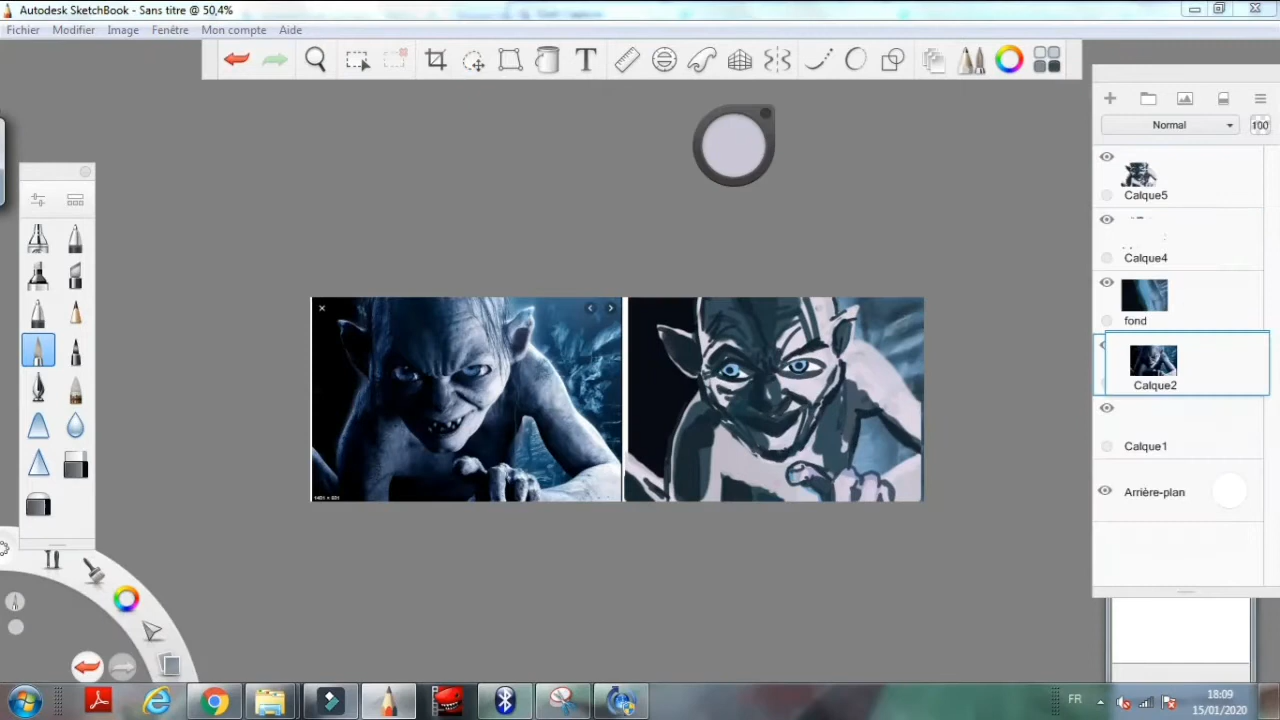 Autodesk SketchBook - Sans titre @ 50,4%
Fichier Modifier Image Fenêtre Mon compte Aide
Normal 100
Calque5
Calque4
fond
Calque2
Calque1
Arrière-plan
FR
18:09
15/01/2020